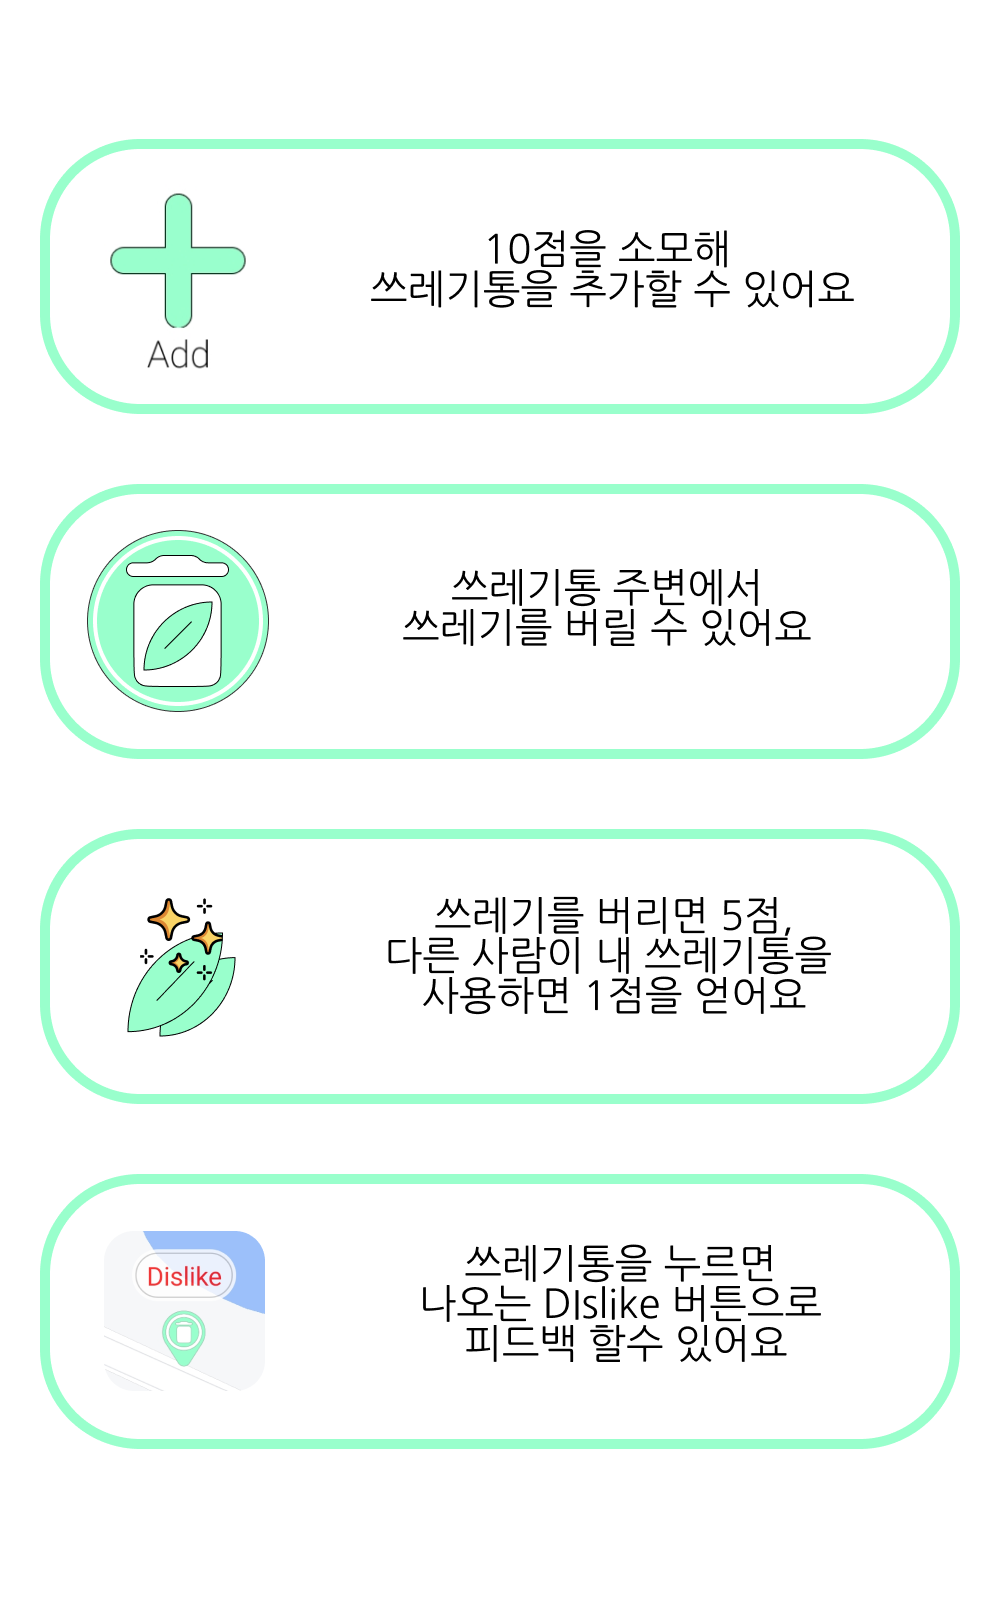 10점을 소모해
쓰레기통을 추가할 수 있어요
Add
쓰레기통 주변에서
쓰레기를 버릴 수 있어요
쓰레기를 버리면 5점,
다른 사람이 내 쓰레기통을
사용하면 1점을 얻어요
Dislike
쓰레기통을 누르면
나오는 DIslike 버튼으로
피드백 할수 있어요